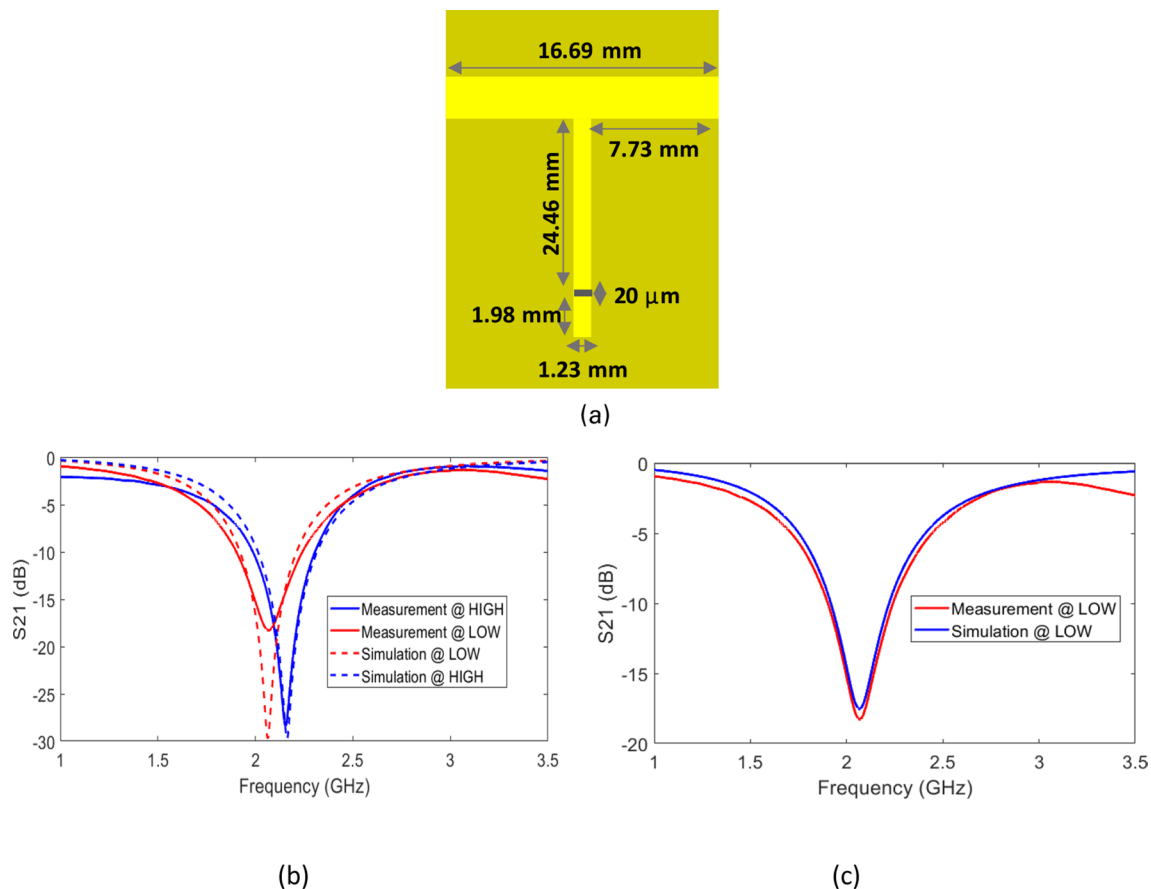 16.69 mm
7.73 mm
24.46 mm
20 μm
1.98 mm
1.23 mm
(a)
0
-5
-10
-15
-20
-25
-30
S21 (dB)
Measurement @ HIGH
Measurement @ LOW
Simulation @ LOW
Simulation @ HIGH
1
1.5
2
2.5
3
3.5
Frequency (GHz)
(b)
0
-5
-10
-15
-20
S21 (dB)
Measurement @ LOW
Simulation @ LOW
1
1.5
2
2.5
3
3.5
Frequency (GHz)
(c)